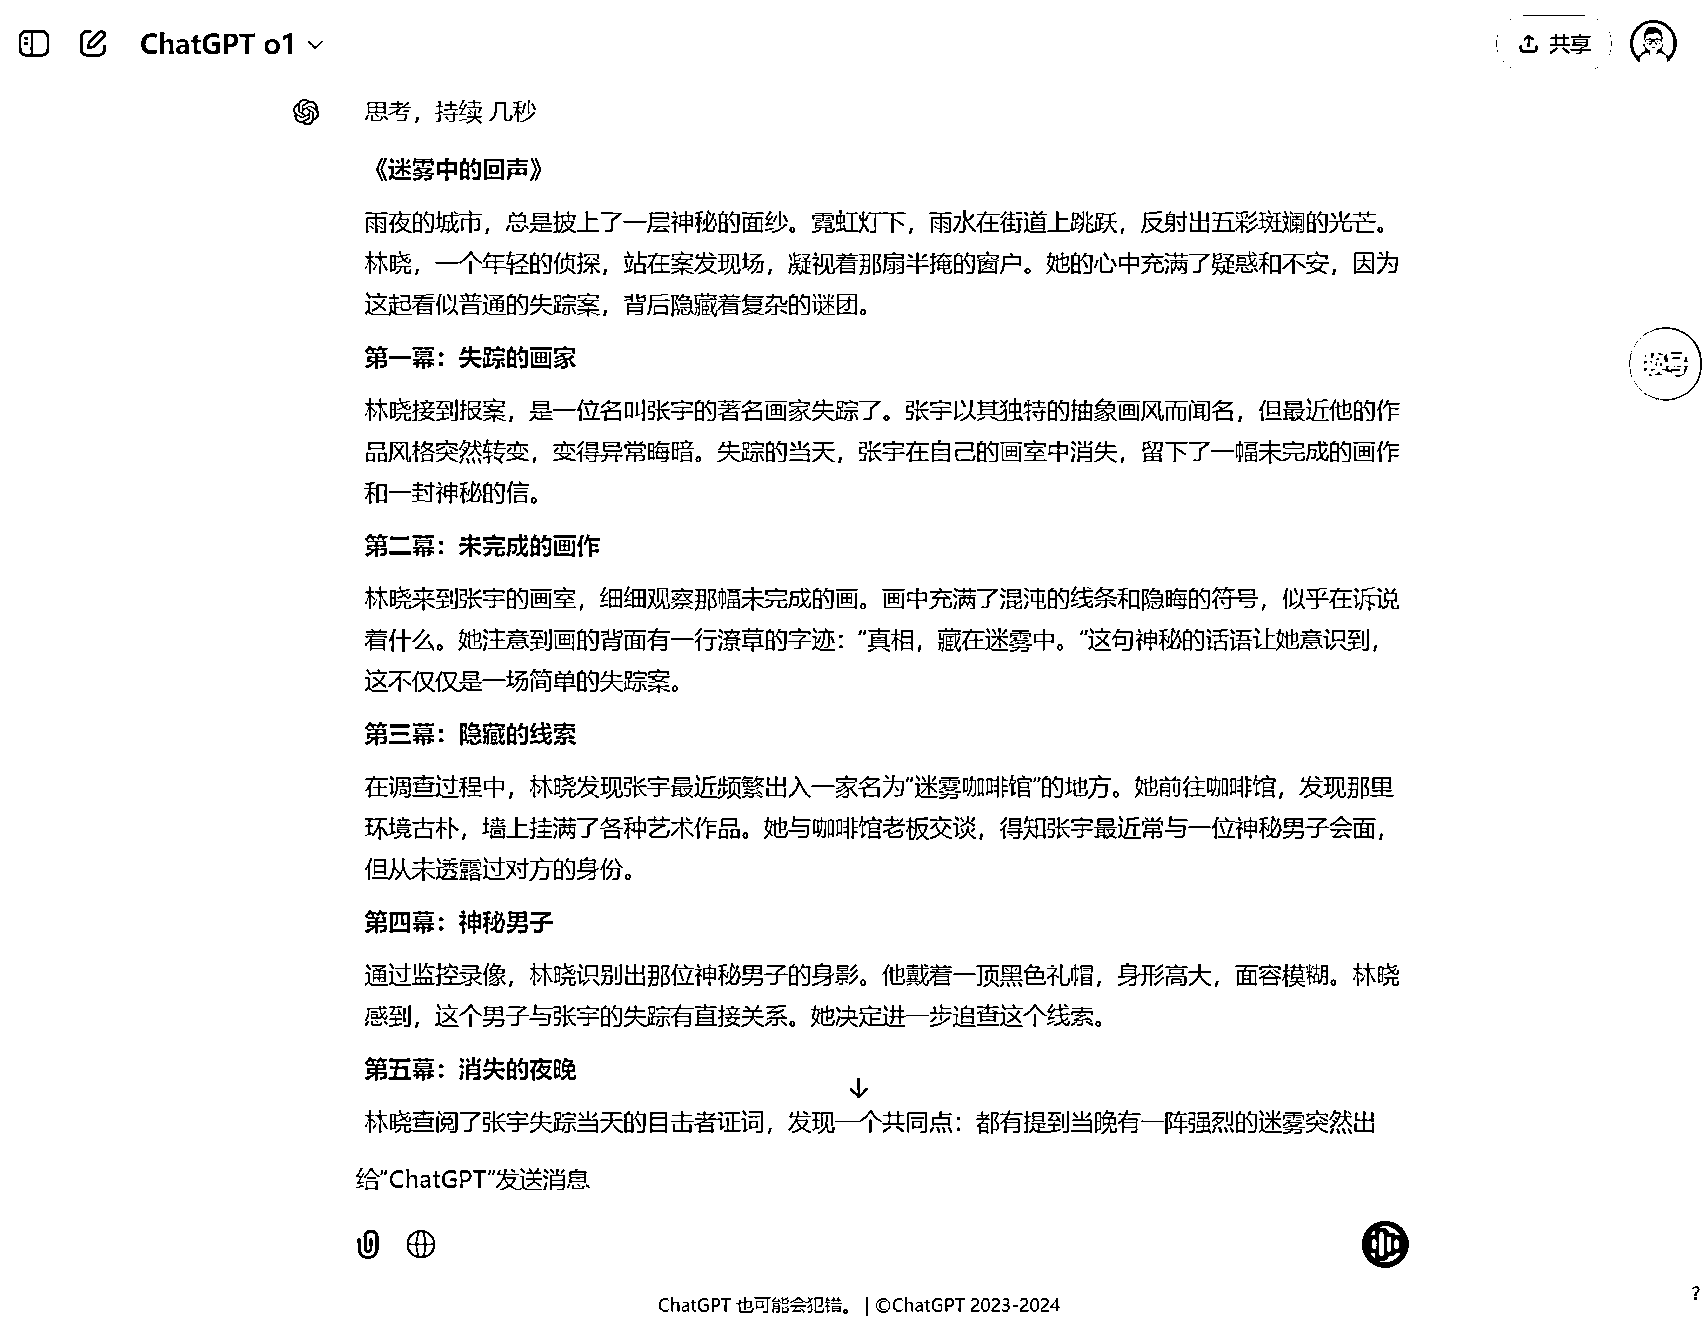 ChatGPT o1
共享
思考，持续 几秒
《迷雾中的回声》
雨夜的城市，总是披上了一层神秘的面纱。霓虹灯下，雨水在街道上跳跃，反射出五彩斑斓的光芒。
林晓，一个年轻的侦探，站在案发现场，凝视着那扇半掩的窗户。她的心中充满了疑惑和不安，因为
这起看似普通的失踪案，背后隐藏着复杂的谜团。
第一幕：失踪的画家
林晓接到报案，是一位名叫张宇的著名画家失踪了。张宇以其独特的抽象画风而闻名，但最近他的作
品风格突然转变，变得异常晦暗。失踪的当天，张宇在自己的画室中消失，留下了一幅未完成的画作
和一封神秘的信。
第二幕：未完成的画作
林晓来到张宇的画室，细细观察那幅未完成的画。画中充满了混沌的线条和隐晦的符号，似乎在诉说
着什么。她注意到画的背面有一行潦草的字迹：“真相，藏在迷雾中。”这句神秘的话语让她意识到，
这不仅仅是一场简单的失踪案。
第三幕：隐藏的线索
在调查过程中，林晓发现张宇最近频繁出入一家名为“迷雾咖啡馆”的地方。她前往咖啡馆，发现那里
环境古朴，墙上挂满了各种艺术作品。她与咖啡馆老板交谈，得知张宇最近常与一位神秘男子会面，
但从未透露过对方的身份。
第四幕：神秘男子
通过监控录像，林晓识别出那位神秘男子的身影。他戴着一顶黑色礼帽，身形高大，面容模糊。林晓
感到，这个男子与张宇的失踪有直接关系。她决定进一步追查这个线索。
第五幕：消失的夜晚
林晓查阅了张宇失踪当天的目击者证词，发现一个共同点：都有提到当晚有一阵强烈的迷雾突然出
给“ChatGPT”发送消息
ChatGPT 也可能会犯错。 | ©ChatGPT 2023-2024
?